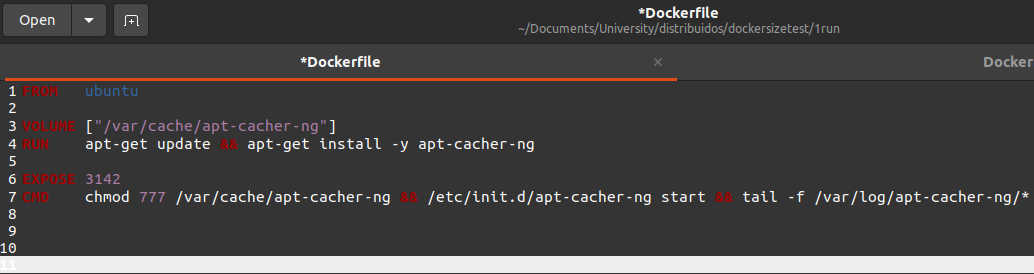 Open
*Dockerfile
~/Documents/University/distribuidos/dockersizetest/1run
*Dockerfile × Docker
1 FROM ubuntu
2
3 VOLUME ["/var/cache/apt-cacher-ng"]
4 RUN apt-get update && apt-get install -y apt-cacher-ng
5
6 EXPOSE 3142
7 CMD chmod 777 /var/cache/apt-cacher-ng && /etc/init.d/apt-cacher-ng start && tail -f /var/log/apt-cacher-ng/*
8
9
10
11